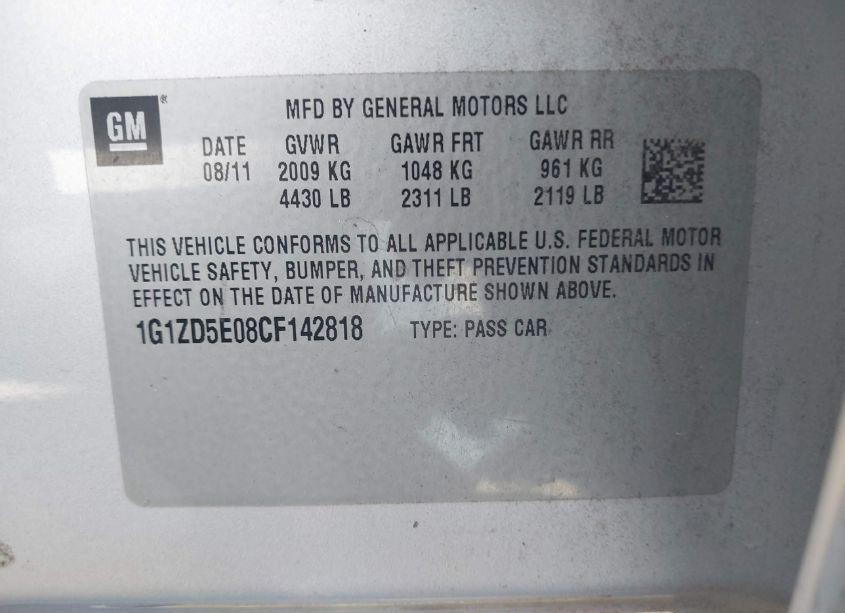 GM ®
MFD BY GENERAL MOTORS LLC
DATE GVWR GAWR FRT GAWR RR
08/11 2009 KG 1048 KG 961 KG
4430 LB 2311 LB 2119 LB
THIS VEHICLE CONFORMS TO ALL APPLICABLE U.S. FEDERAL MOTOR
VEHICLE SAFETY, BUMPER, AND THEFT PREVENTION STANDARDS IN
EFFECT ON THE DATE OF MANUFACTURE SHOWN ABOVE.
1G1ZD5E08CF142818 TYPE: PASS CAR